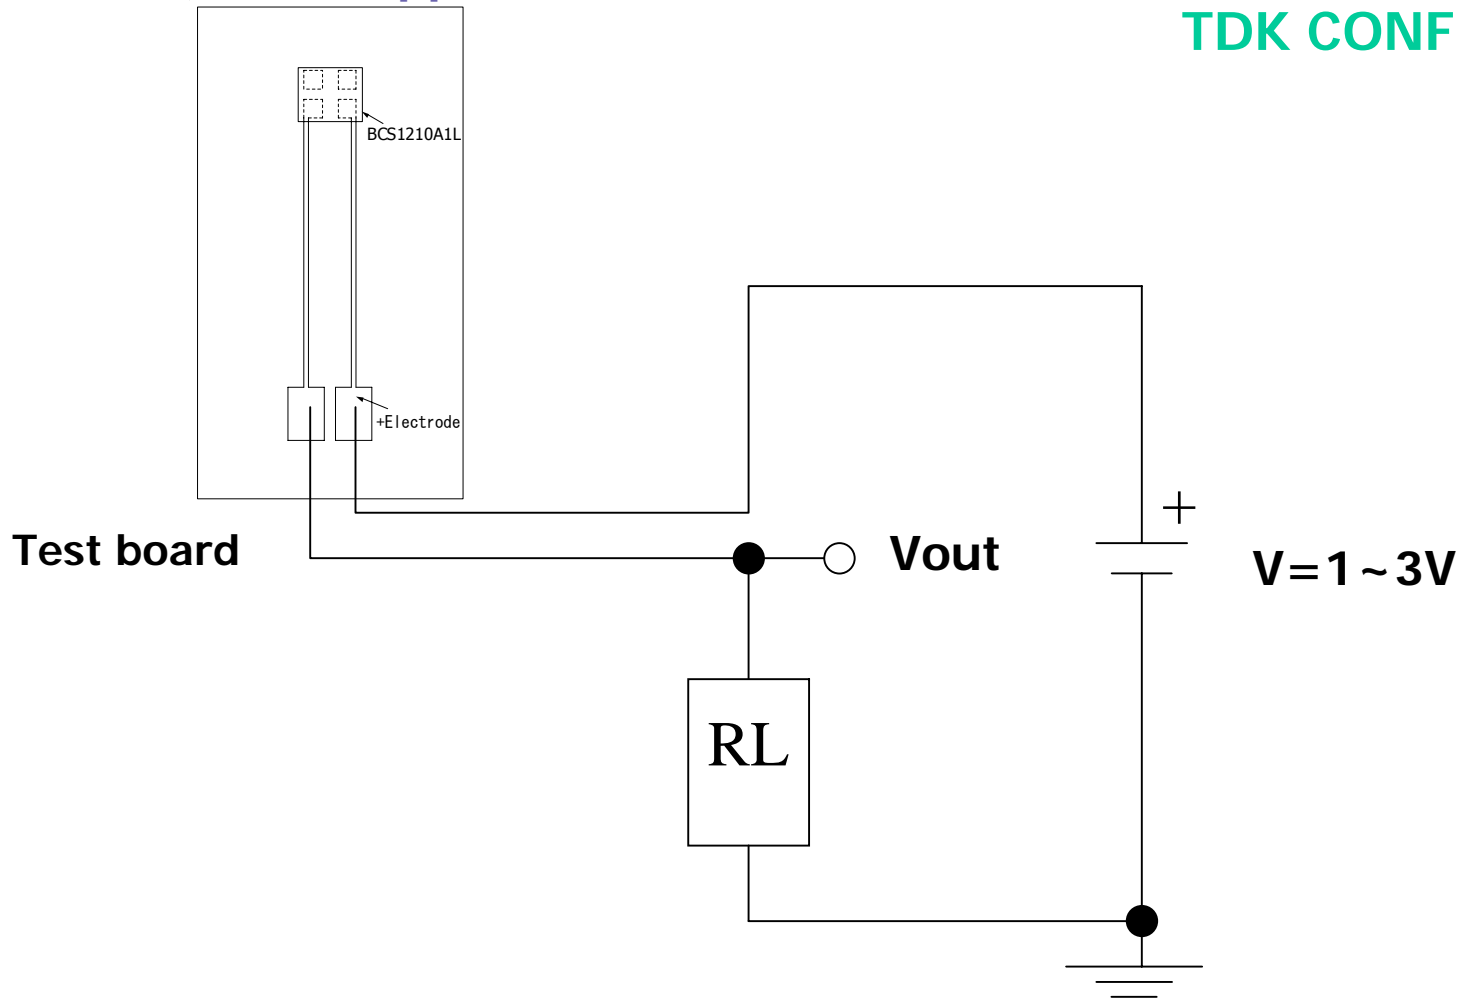 TDK CONF
BCS1210A1L
+Electrode
Test board
Vout
+
V=1~3V
RL